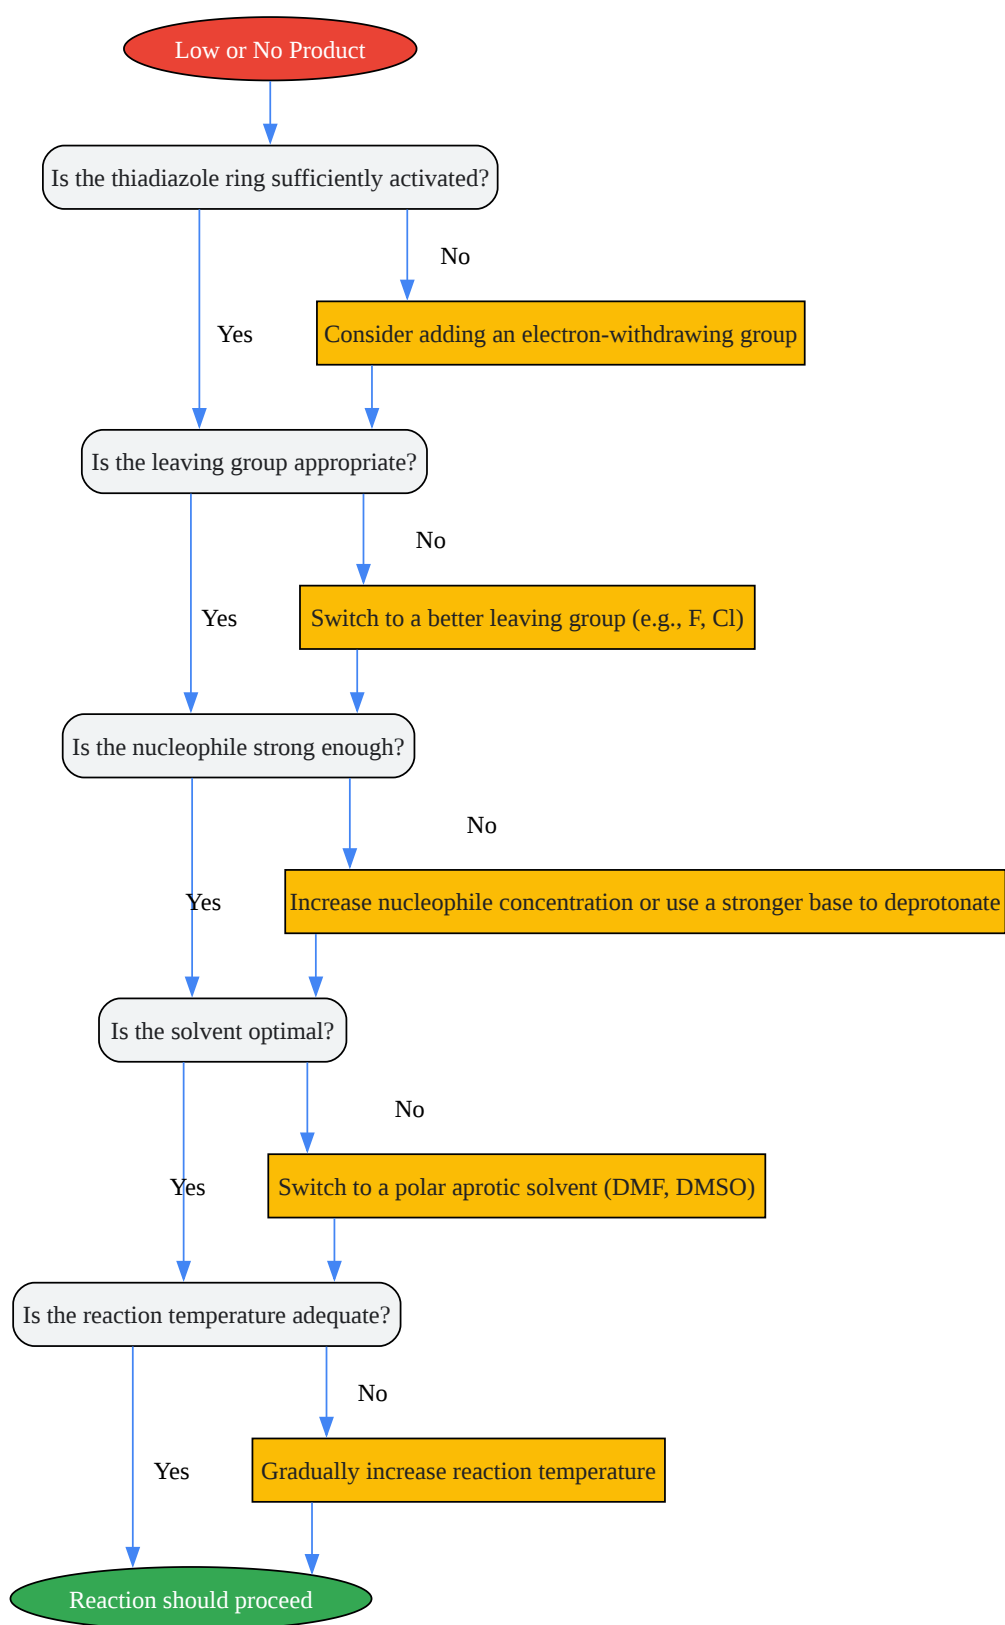 Low or No Product
Is the thiadiazole ring sufficiently activated?
No
Yes
Consider adding an electron-withdrawing group
Is the leaving group appropriate?
No
Yes
Switch to a better leaving group (e.g., F, Cl)
Is the nucleophile strong enough?
No
Yes
Increase nucleophile concentration or use a stronger base to deprotonate
Is the solvent optimal?
No
Yes
Switch to a polar aprotic solvent (DMF, DMSO)
Is the reaction temperature adequate?
No
Yes
Gradually increase reaction temperature
Reaction should proceed